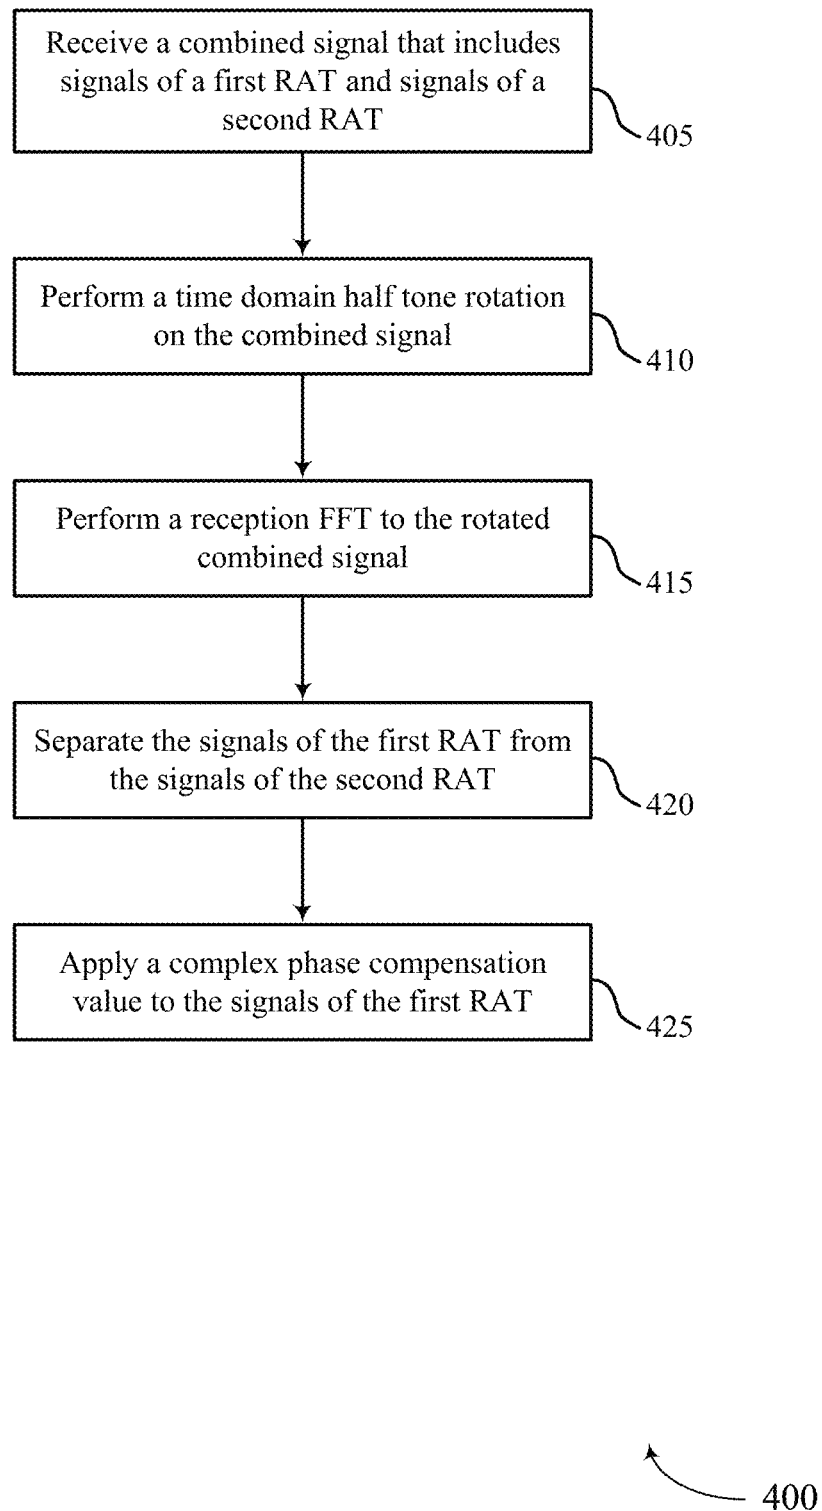 Receive a combined signal that includes
signals of a first RAT and signals of a
second RAT
405
Perform a time domain half tone rotation
on the combined signal
410
Perform a reception FFT to the rotated
combined signal
415
Separate the signals of the first RAT from
the signals of the second RAT
420
Apply a complex phase compensation
value to the signals of the first RAT
425
400